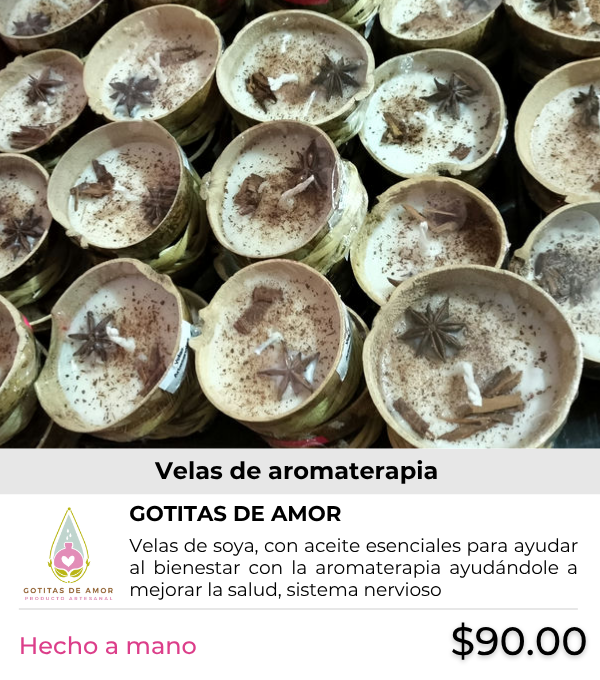 Velas de aromaterapia
GOTITAS DE AMOR
Velas de soya, con aceite esenciales para ayudar
al bienestar con la aromaterapia ayudándole a
mejorar la salud, sistema nervioso
GOTITAS DE AMOR
PRODUCTO ARTESANAL
Hecho a mano
$90.00